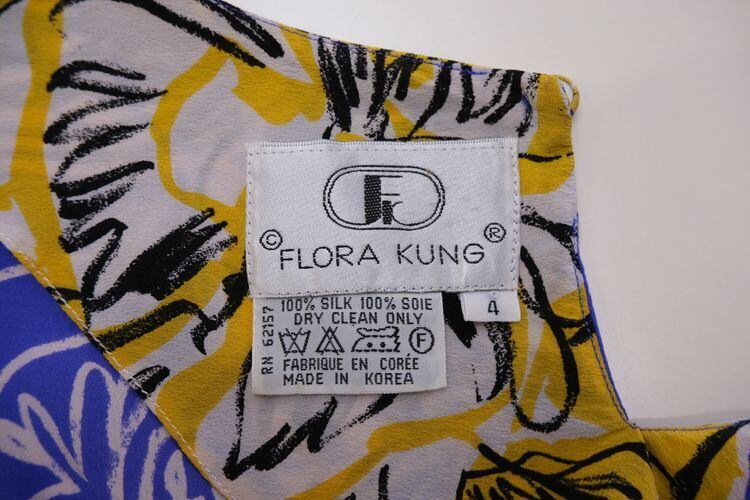 © FLORA KUNG ®
4
RN 62157
100% SILK 100% SOIE
DRY CLEAN ONLY
F
FABRIQUE EN CORÉE
MADE IN KOREA